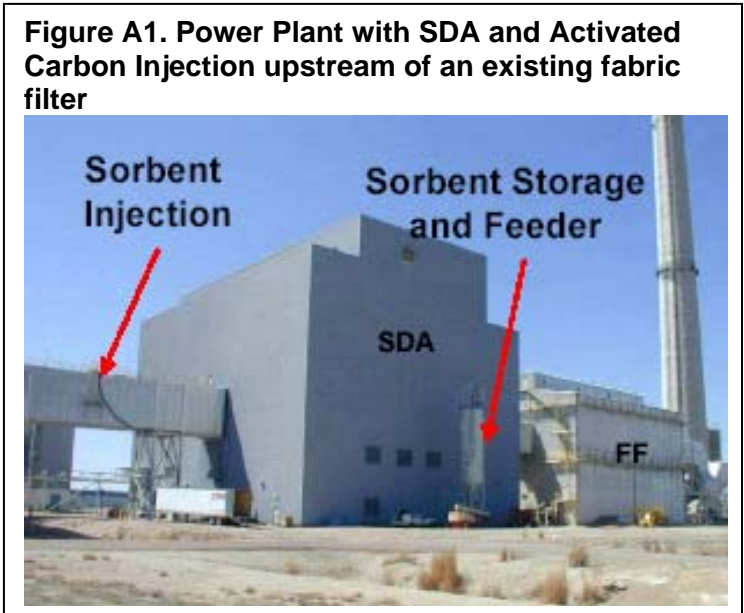 Figure A1. Power Plant with SDA and Activated
Carbon Injection upstream of an existing fabric
filter
Sorbent
Injection
Sorbent Storage
and Feeder
SDA
FF